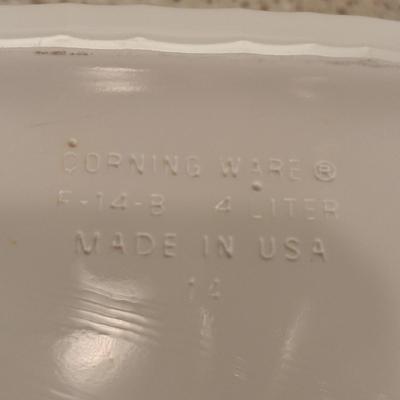 CORNING WARE®
F-14-B 4 LITER
MADE IN USA
14